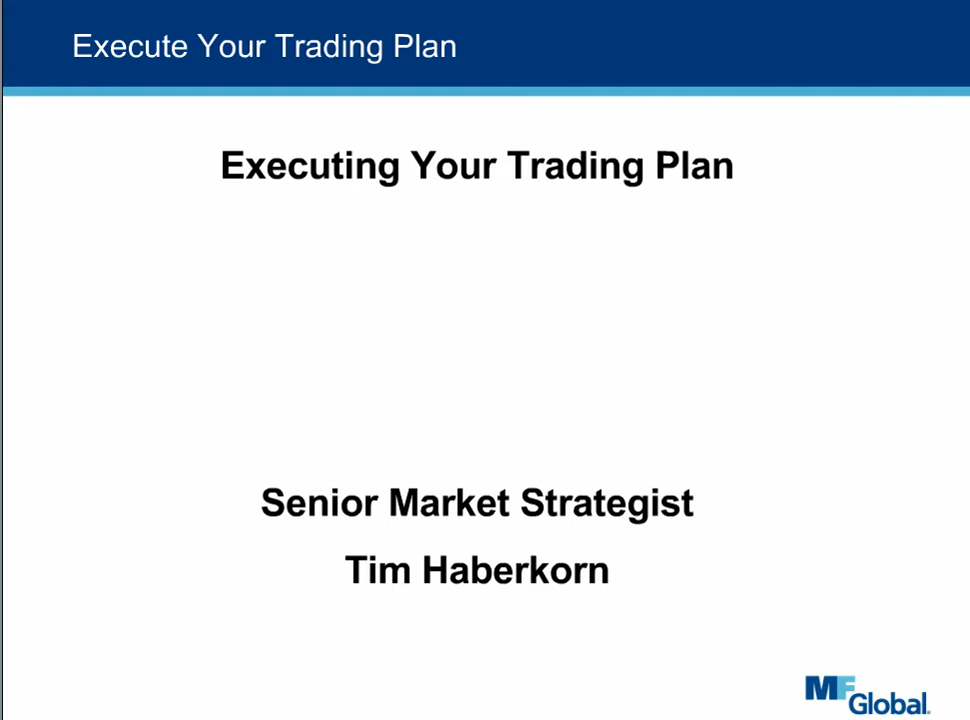 Execute Your Trading Plan
Executing Your Trading Plan
Senior Market Strategist
Tim Haberkorn
MF Global.